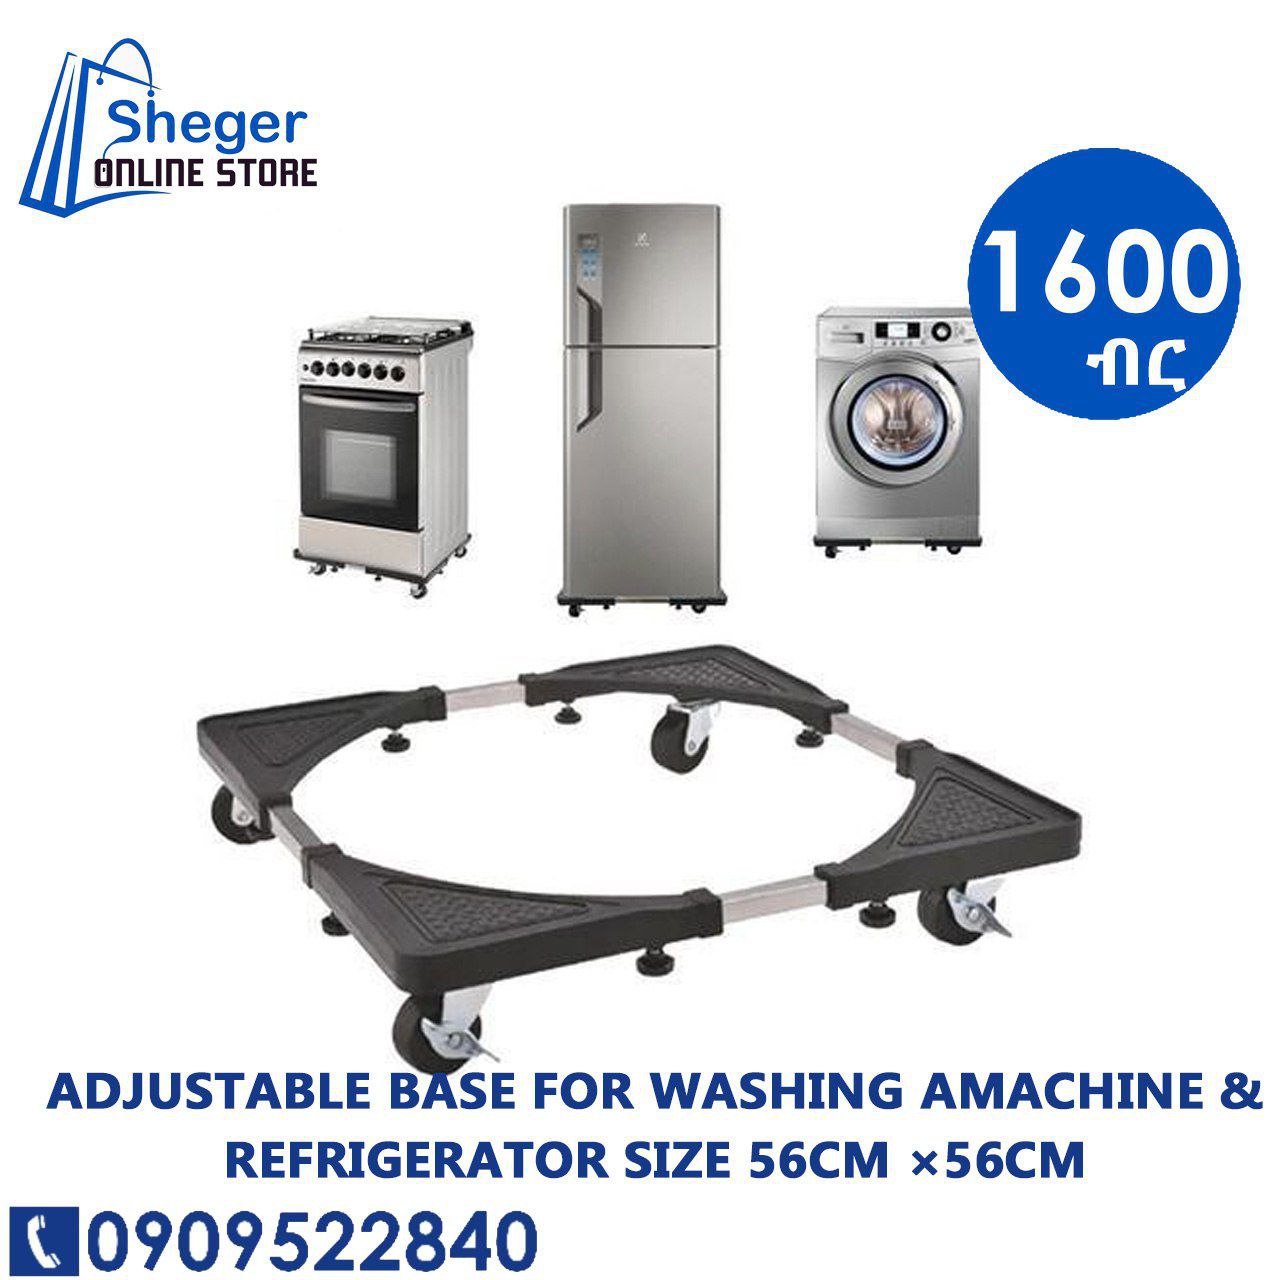 Sheger
ONLINE STORE
1600
ብር
ADJUSTABLE BASE FOR WASHING AMACHINE &
REFRIGERATOR SIZE 56CM ×56CM
0909522840